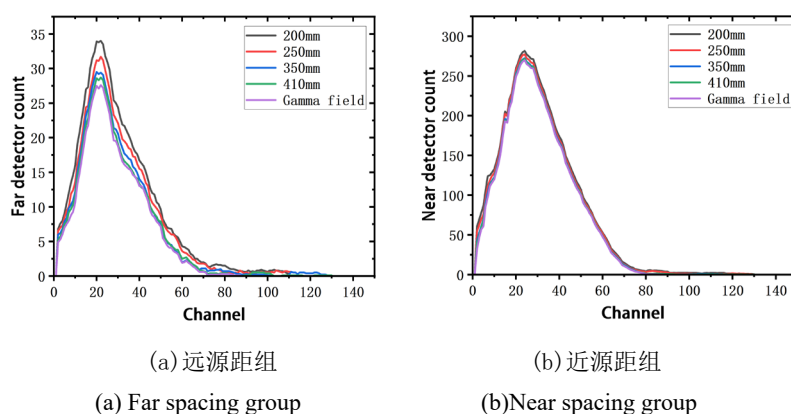 Far detector count
35
30
25
20
15
10
5
0
200mm
250mm
350mm
410mm
Gamma field
0 20 40 60 80 100 120 140
Channel
Near detector count
300
250
200
150
100
50
0
200mm
250mm
350mm
410mm
Gamma field
0 20 40 60 80 100 120 140
Channel
(a)远源距组
(b)近源距组
(a) Far spacing group
(b)Near spacing group